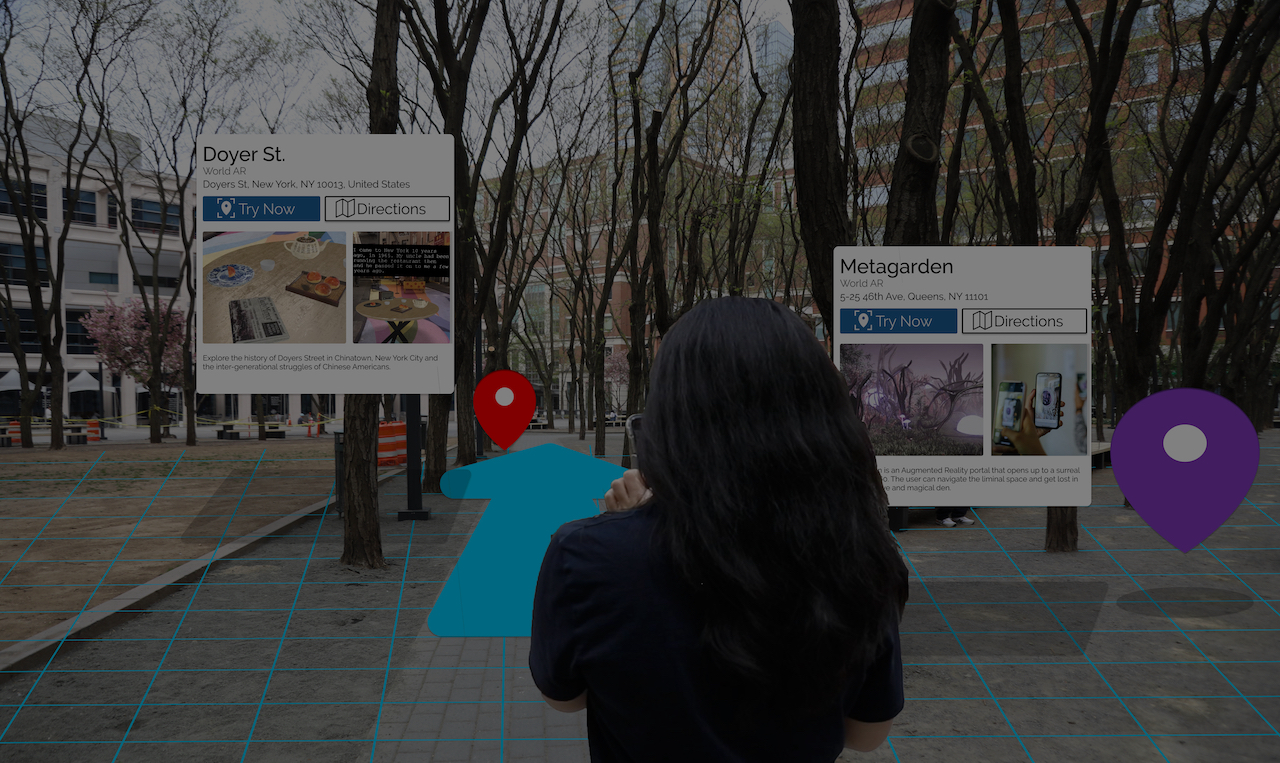 Doyer St.
World AR
Doyers St, New York, NY 10013, United States
Try Now
Directions
I came to New York 10 years
ago, in 1965. My uncle had been
running the restaurant then
and he passed it on to me a few
years ago.
Explore the history of Doyers Street in Chinatown, New York City and
the inter-generational struggles of Chinese Americans.
Metagarden
World AR
5-25 46th Ave, Queens, NY 11101
Try Now
Directions
is an Augmented Reality portal that opens up to a surreal
The user can navigate the liminal space and get lost in
and magical den.